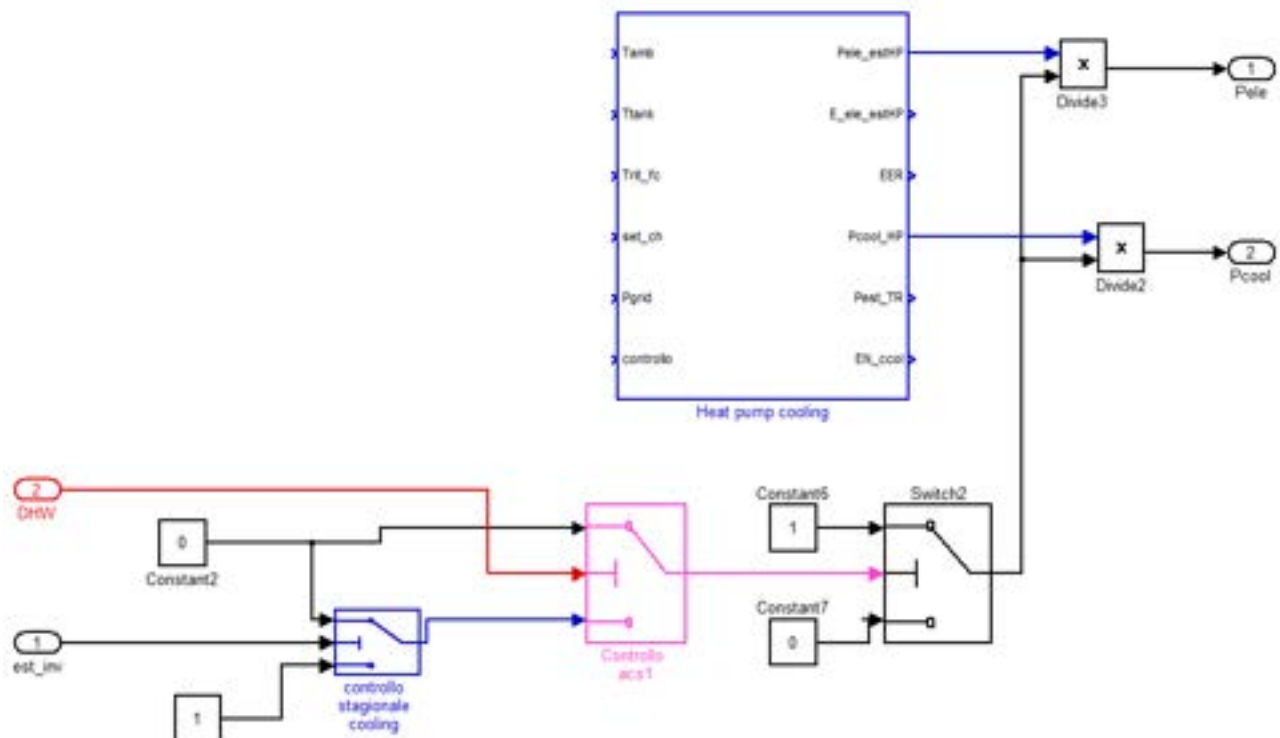 Tamb
Pele_estHP
x
Divide3
1
Pele
Ttank
E_ele_estHP
Trit_fc
EER
set_ch
Pcool_HP
x
Divide2
2
Pcool
Pgrid
Pest_TR
controllo
EN_cool
Heat pump cooling
2
DHW
0
Constant2
Constant6
1
Switch2
Constant7
0
Controllo
acs1
1
est_inv
controllo
stagionale
cooling
1